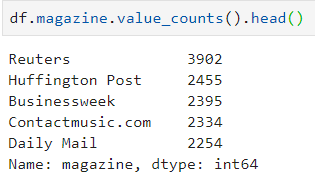 df.magazine.value_counts().head()
Reuters 3902
Huffington Post 2455
Businessweek 2395
Contactmusic.com 2334
Daily Mail 2254
Name: magazine, dtype: int64